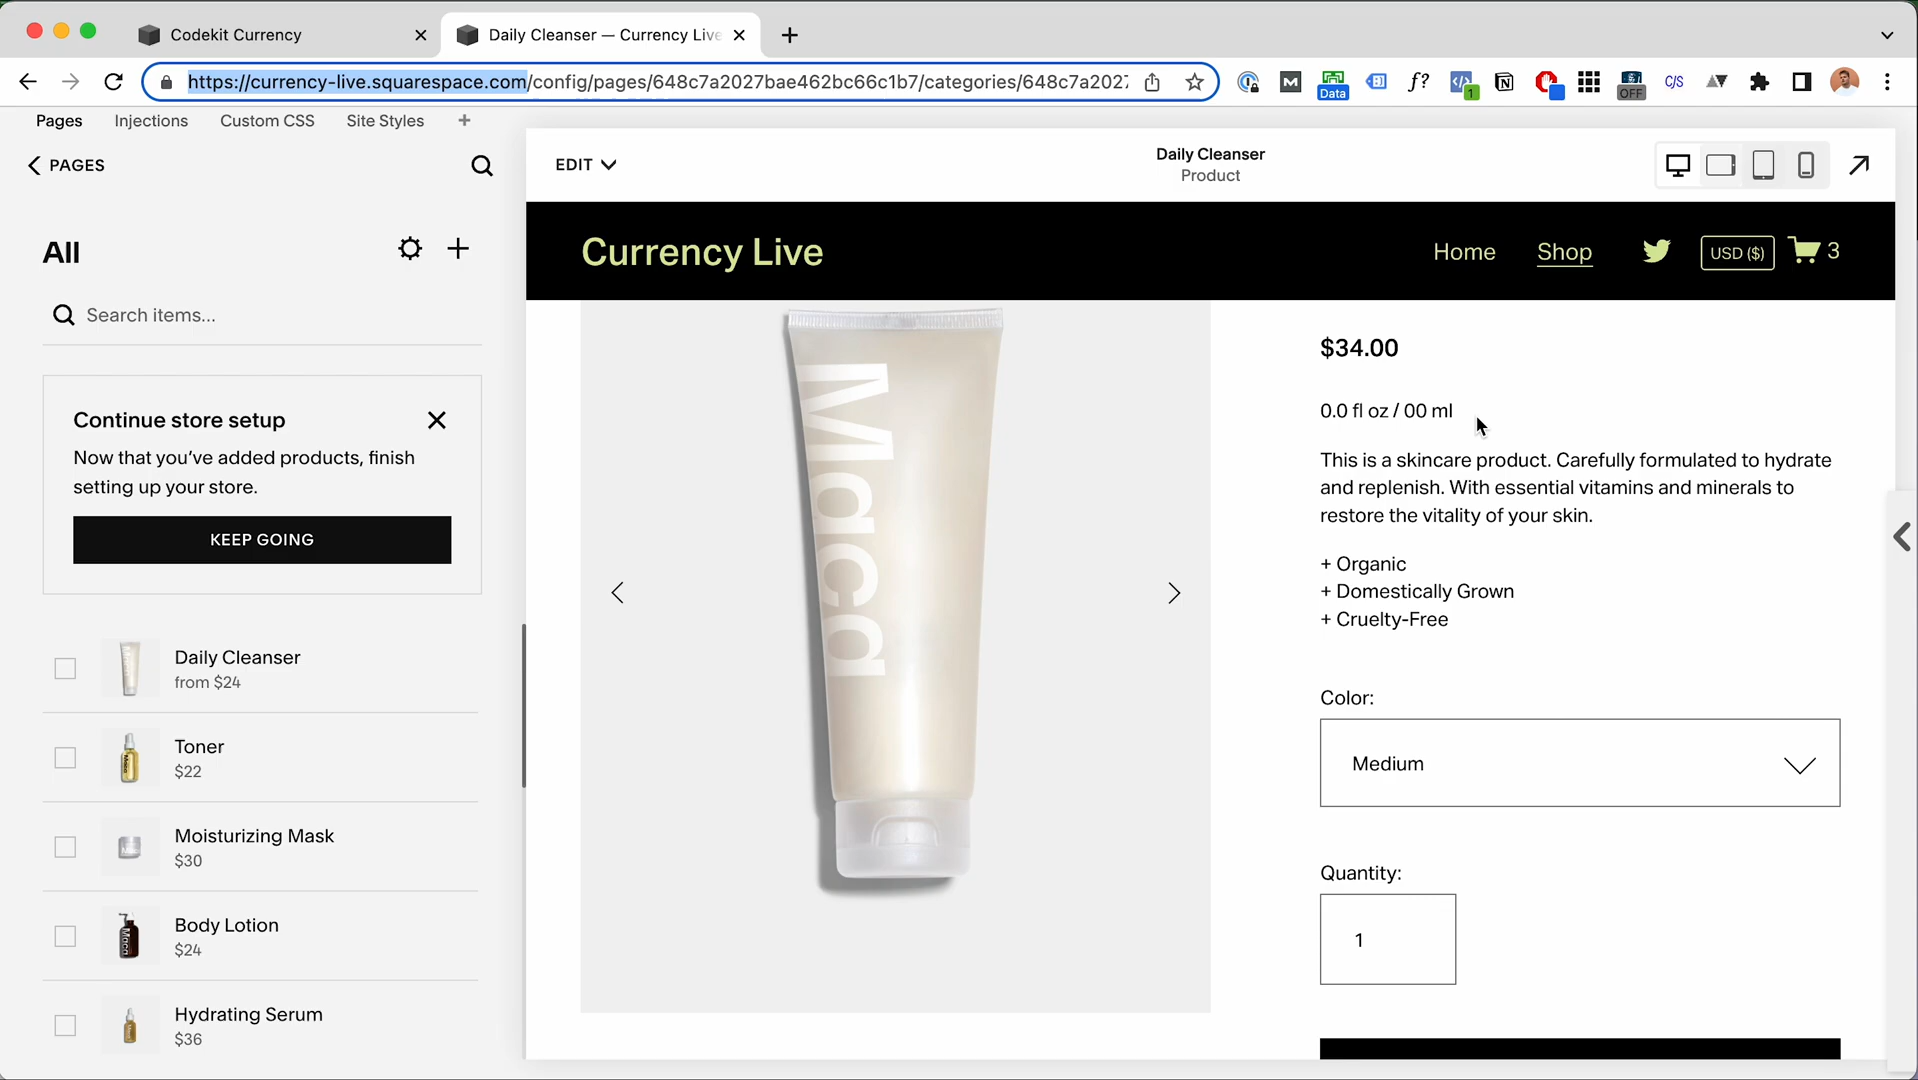 Codekit Currency
Daily Cleanser — Currency Live
https://currency-live.squarespace.com/config/pages/648c7a2027bae462bc66c1b7/categories/648c7a202
M
Data
f?
1
N
OFF
C/S
Pages
Injections
Custom CSS
Site Styles
PAGES
EDIT
Daily Cleanser
Product
All
Currency Live
Home
Shop
USD ($)
3
Search items...
Continue store setup
Now that you've added products, finish
setting up your store.
KEEP GOING
Daily Cleanser
from $24
Toner
$22
Moisturizing Mask
$30
Body Lotion
$24
Hydrating Serum
$36
Maca
$34.00
0.0 fl oz / 00 ml
This is a skincare product. Carefully formulated to hydrate
and replenish. With essential vitamins and minerals to
restore the vitality of your skin.
+ Organic
+ Domestically Grown
+ Cruelty-Free
Color:
Medium
Quantity:
1